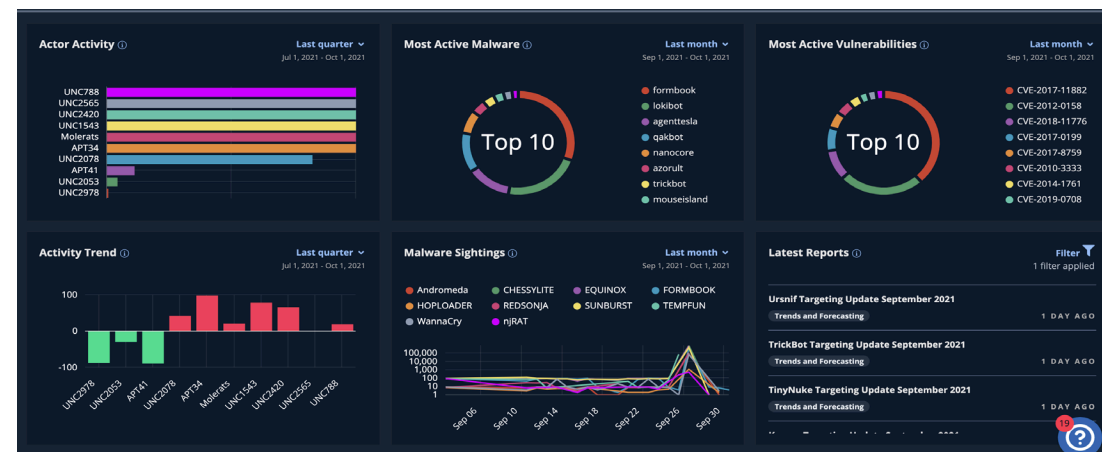 Actor Activity
Last quarter
Jul 1, 2021 - Oct 1, 2021
UNC788
UNC2565
UNC2420
UNC1543
Molerats
APT34
UNC2078
APT41
UNC2053
UNC2978
Most Active Malware
Last month
Sep 1, 2021 - Oct 1, 2021
Top 10
formbook
lokibot
agenttesla
qakbot
nanocore
azorult
trickbot
mouseisland
Most Active Vulnerabilities
Last month
Sep 1, 2021 - Oct 1, 2021
Top 10
CVE-2017-11882
CVE-2012-0158
CVE-2018-11776
CVE-2017-0199
CVE-2017-8759
CVE-2010-3333
CVE-2014-1761
CVE-2019-0708
Activity Trend
Last quarter
Jul 1, 2021 - Oct 1, 2021
100
0
-100
UNC2978
UNC2053
APT41
UNC2078
APT34
Molerats
UNC1543
UNC2420
UNC2565
UNC788
Malware Sightings
Last month
Sep 1, 2021 - Oct 1, 2021
Andromeda CHESSYLITE EQUINOX FORMBOOK
HOPLOADER REDSONJA SUNBURST TEMPFUN
WannaCry njRAT
100,000
10,000
1,000
100
10
1
Sep 06
Sep 10
Sep 14
Sep 18
Sep 22
Sep 26
Sep 30
Latest Reports
Filter
1 filter applied
Ursnif Targeting Update September 2021
Trends and Forecasting 1 DAY AGO
TrickBot Targeting Update September 2021
Trends and Forecasting 1 DAY AGO
TinyNuke Targeting Update September 2021
Trends and Forecasting 1 DAY AGO
19
?